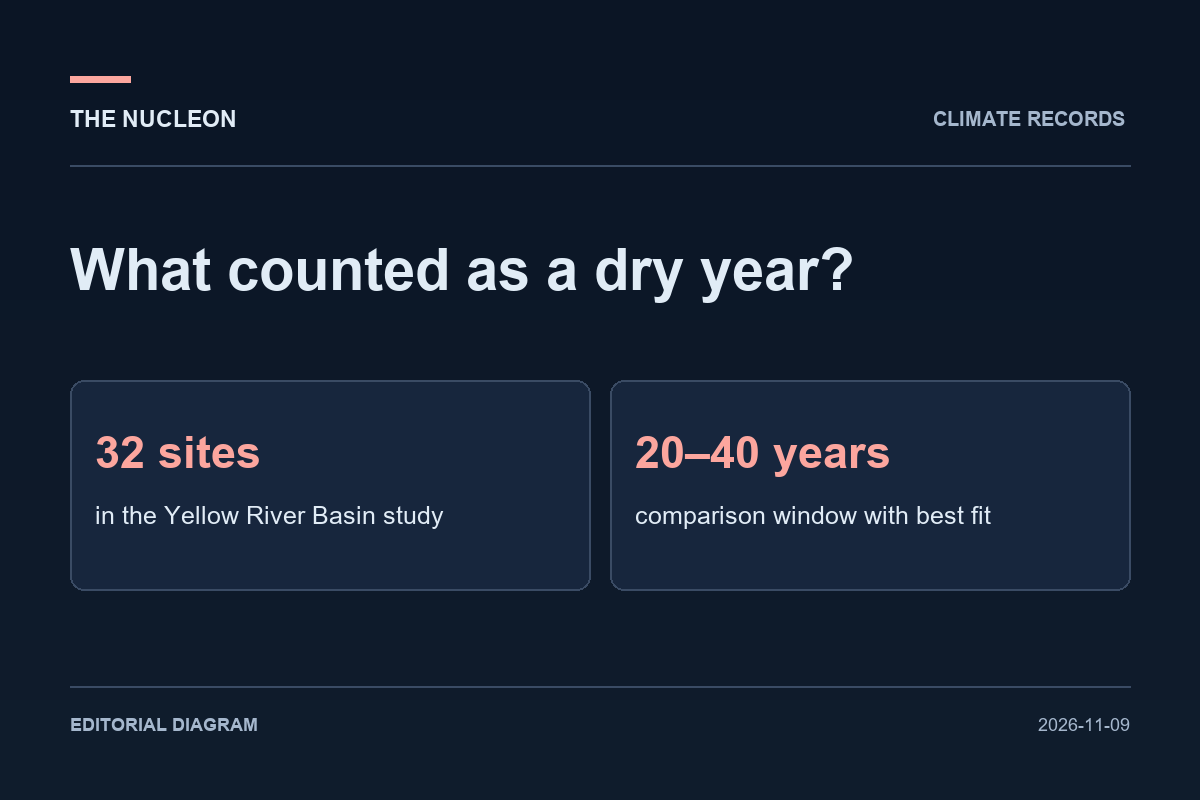 THE NUCLEON
CLIMATE RECORDS
What counted as a dry year?
32 sites
in the Yellow River Basin study
20–40 years
comparison window with best fit
EDITORIAL DIAGRAM
2026-11-09